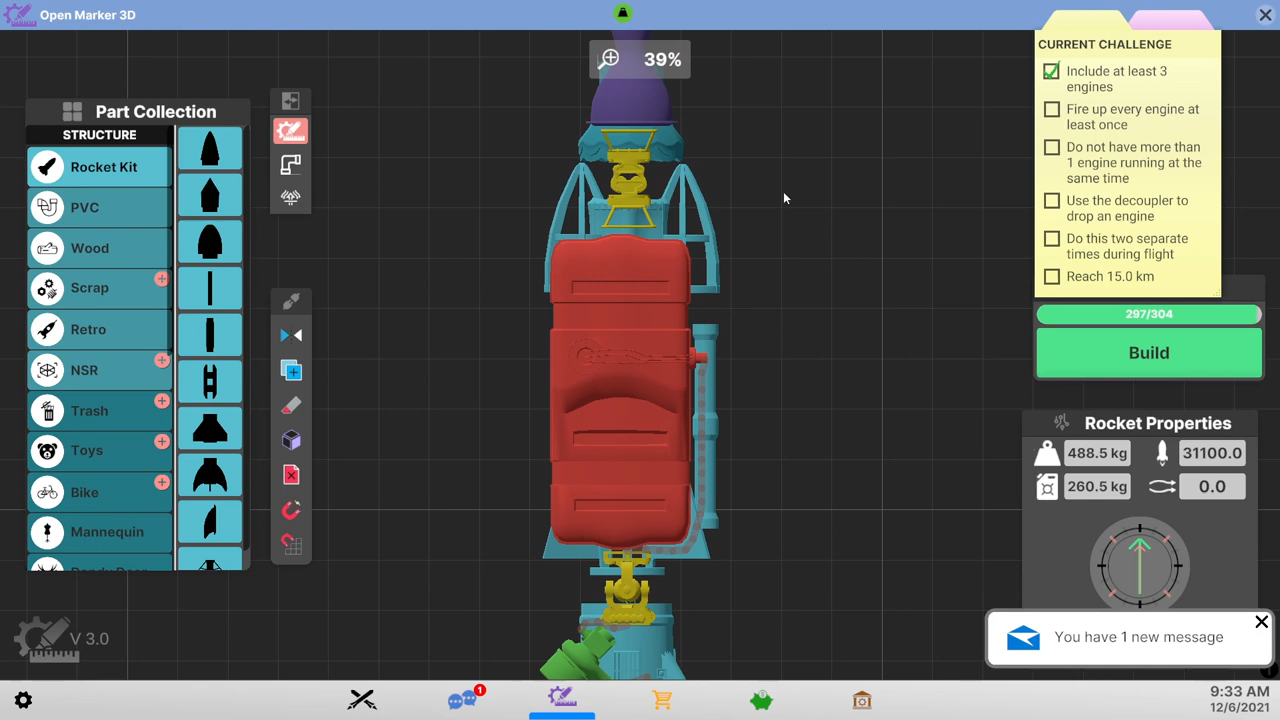 Open Marker 3D
39%
CURRENT CHALLENGE
Include at least 3
engines
Fire up every engine at
least once
Do not have more than
1 engine running at the
same time
Use the decoupler to
drop an engine
Do this two separate
times during flight
Reach 15.0 km
Part Collection
STRUCTURE
Rocket Kit
PVC
Wood
Scrap
Retro
NSR
Trash
Toys
Bike
Mannequin
297/304
Build
Rocket Properties
488.5 kg
31100.0
260.5 kg
0.0
You have 1 new message
V 3.0
1
9:33 AM
12/6/2021